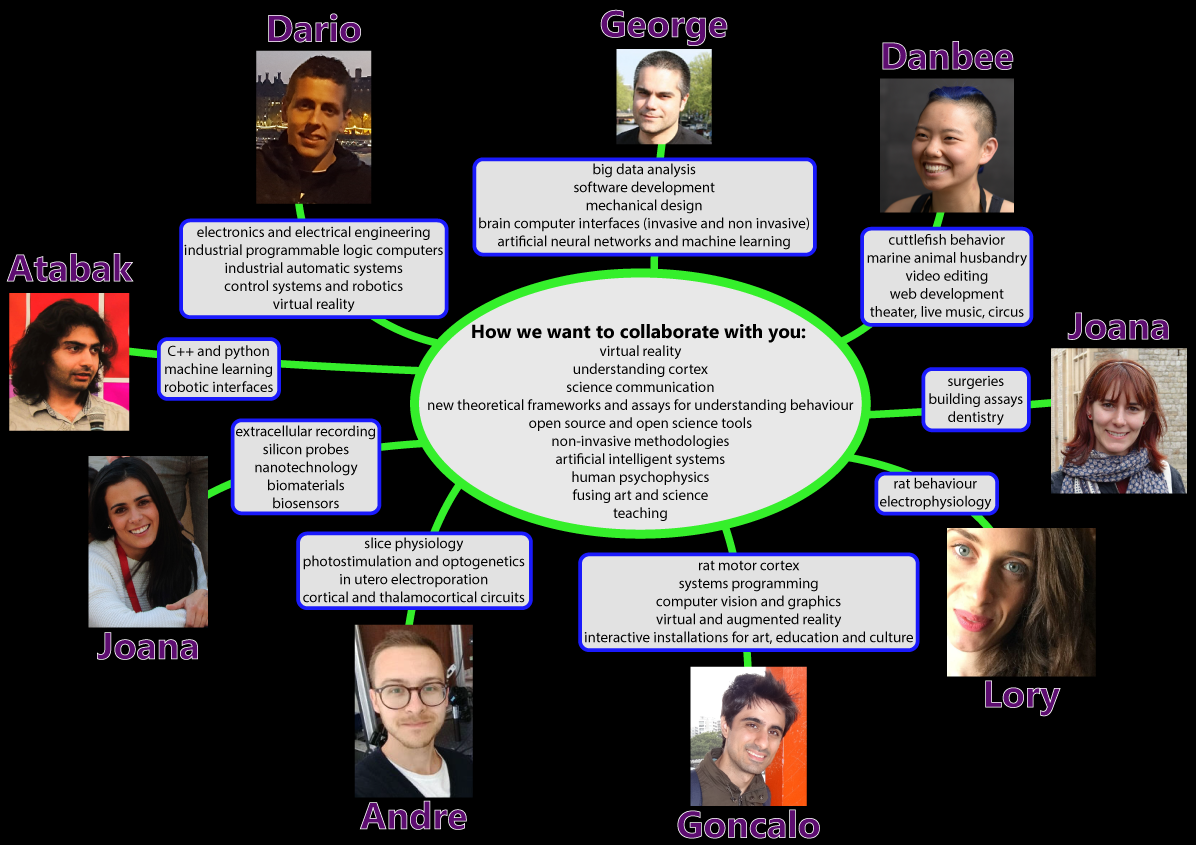 Dario
George
Danbee
electronics and electrical engineering
industrial programmable logic computers
industrial automatic systems
control systems and robotics
virtual reality
big data analysis
software development
mechanical design
brain computer interfaces (invasive and non invasive)
artificial neural networks and machine learning
cuttlefish behavior
marine animal husbandry
video editing
web development
theater, live music, circus
Atabak
C++ and python
machine learning
robotic interfaces
How we want to collaborate with you:
virtual reality
understanding cortex
science communication
new theoretical frameworks and assays for understanding behaviour
open source and open science tools
non-invasive methodologies
artificial intelligent systems
human psychophysics
fusing art and science
teaching
Joana
surgeries
building assays
dentistry
extracellular recording
silicon probes
nanotechnology
biomaterials
biosensors
Joana
rat behaviour
electrophysiology
Lory
slice physiology
photostimulation and optogenetics
in utero electroporation
cortical and thalamocortical circuits
Andre
rat motor cortex
systems programming
computer vision and graphics
virtual and augmented reality
interactive installations for art, education and culture
Goncalo